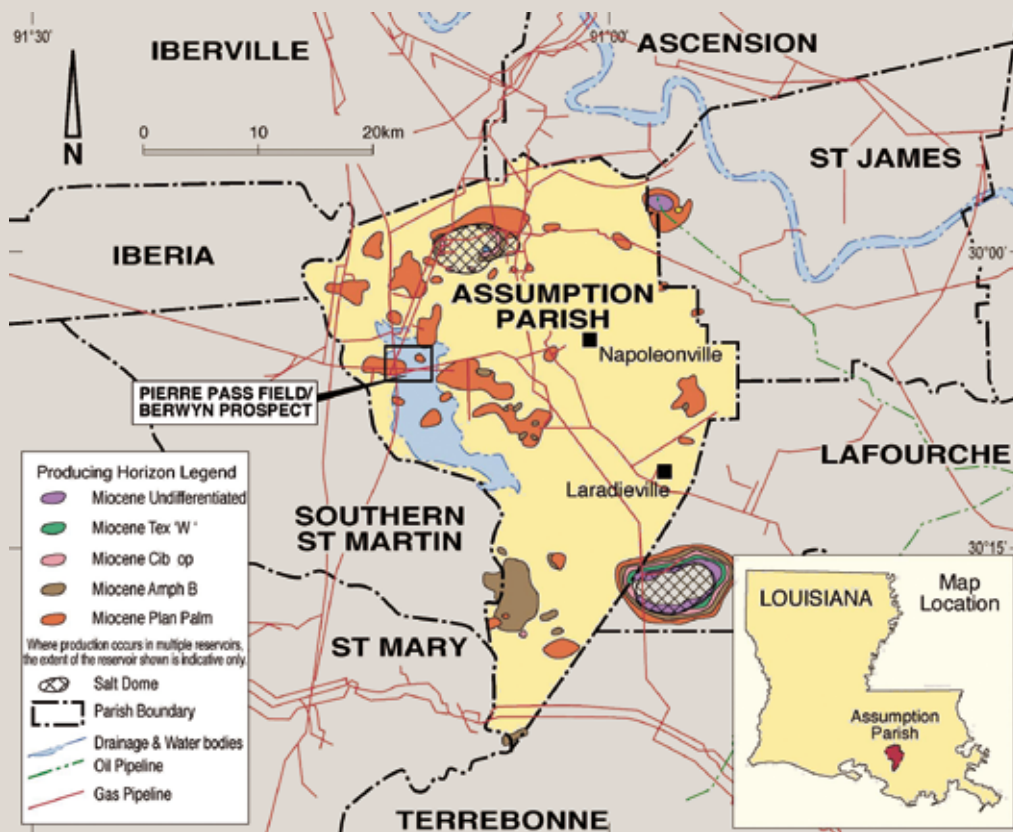 91°30'
91°00'
IBERVILLE
ASCENSION
0
10
20km
N
ST JAMES
IBERIA
30°00'
ASSUMPTION
PARISH
Napoleonville
PIERRE PASS FIELD/
BERWYN PROSPECT
LAFOURCHE
Laradieville
SOUTHERN
ST MARTIN
30°15'
ST MARY
TERREBONNE
Producing Horizon Legend
Miocene Undifferentiated
Miocene Tex 'W'
Miocene Cib op
Miocene Amph B
Miocene Plan Palm
Where production occurs in multiple reservoirs,
the extent of the reservoir shown is indicative only.
Salt Dome
Parish Boundary
Drainage & Water bodies
Oil Pipeline
Gas Pipeline
LOUISIANA
Map
Location
Assumption
Parish